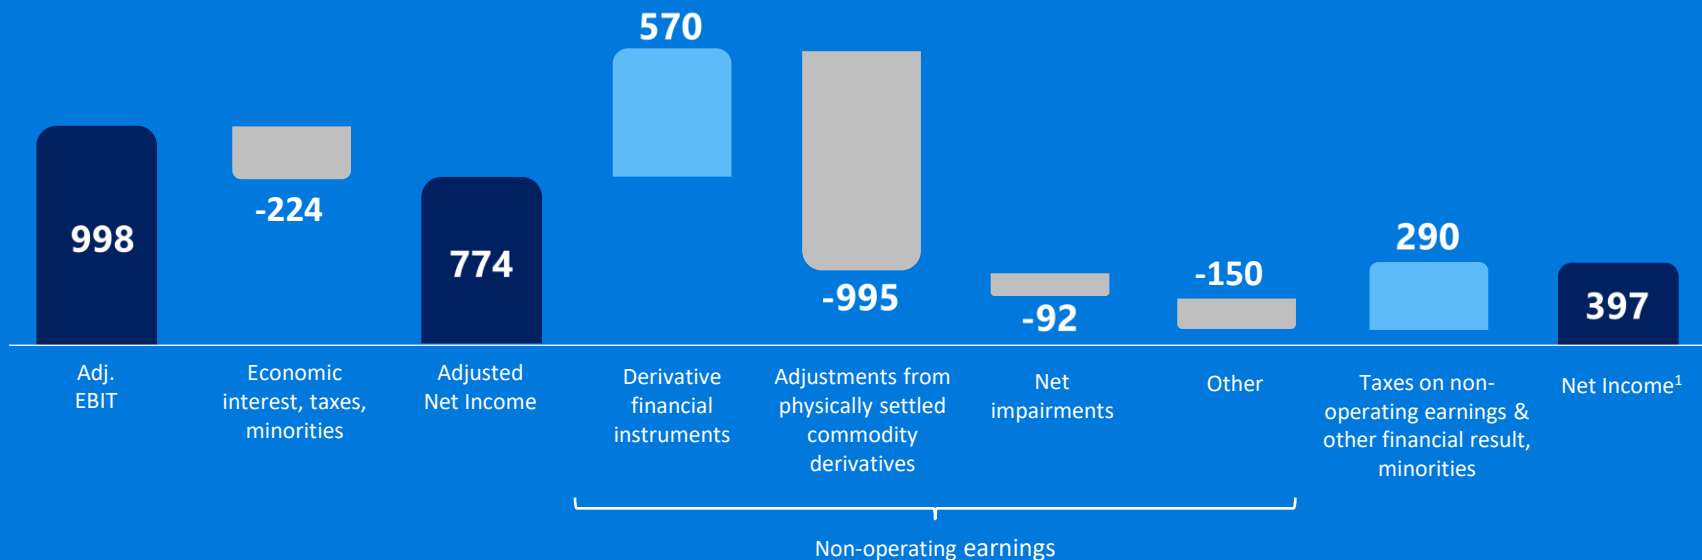 570
998
-224
774
-995
-92
-150
290
397
Adj.
EBIT
Economic
interest, taxes,
minorities
Adjusted
Net Income
Derivative
financial
instruments
Adjustments from
physically settled
commodity
derivatives
Net
impairments
Other
Taxes on non-
operating earnings &
other financial result,
minorities
Net Income¹
Non-operating earnings